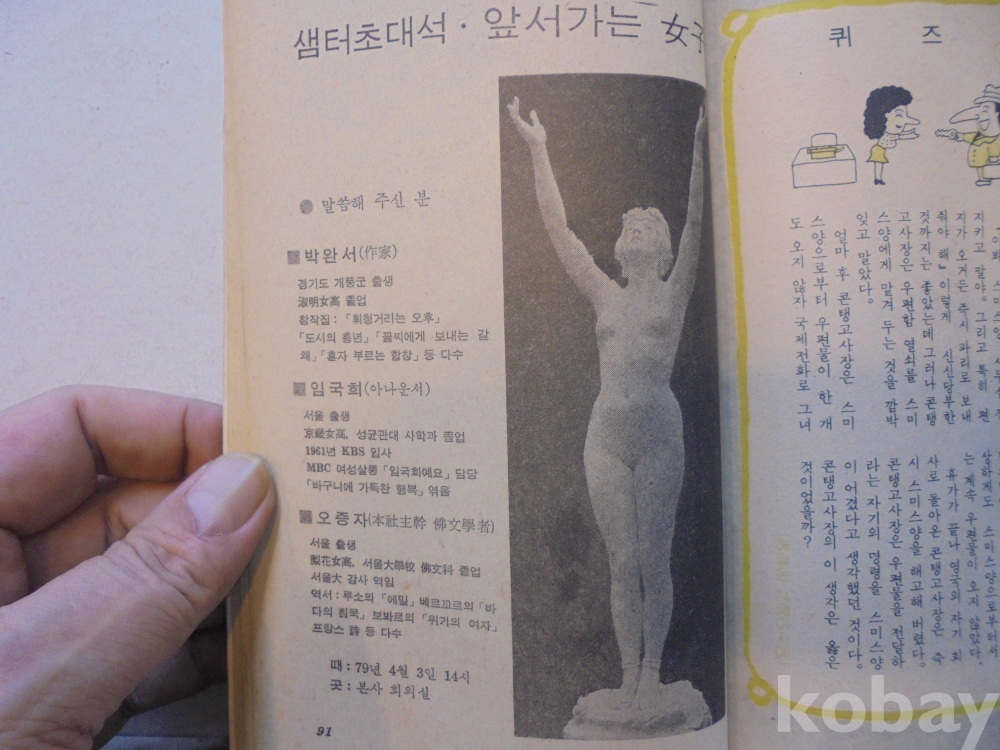 샘터초대석·앞서가는 女子
말씀해 주신 분
박완서(作家)
경기도 개풍군 출생
淑明女高 졸업
창작집:「휘청거리는 오후」
「도시의 흉년」「꼴찌에게 보내는 갈
채」「혼자 부르는 합창」등 다수
임국희(아나운서)
서울 출생
京畿女高, 성균관대 사학과 졸업
1961년 KBS 입사
MBC 여성살롱「임국희예요」담당
「바구니에 가득찬 행복」엮음
오증자(本社主幹 佛文學者)
서울 출생
梨花女高, 서울大學校 佛文科 졸업
서울大 강사 역임
역서:루소의「에밀」베르꼬르의「바
다의 침묵」보봐르의「위기의 여자」
프랑스 詩 등 다수
때:79년 4월 3일 14시
곳:본사 회의실
91
퀴즈
지키고 말야. 그리고 특히 편
지가 오거든 즉시 파리로 보내
줘야 해」이렇게 신신당부한
것까지는 좋았는데 그러나 콘탱
고사장은 우편함 열쇠를 스미
스양에게 맡겨 두는 것을 깜박
잊고 말았다.
얼마 후 콘탱고사장은 스미
스양으로부터 우편물이 한 개
도 오지 않자 국제전화로 그녀
상하게도 스미스양으로부터
는 계속 우편물이 오지 않았다.
휴가가 끝나 영국의 자기 회
사로 돌아온 콘탱고사장은 즉
시 스미스양을 해고해 버렸다.
콘탱고사장은 우편물을 전달하
라는 자기의 명령을 스미스양
이 어겼다고 생각했던 것이다.
콘탱고사장의 이 생각은 옳은
것이었을까?
kobay